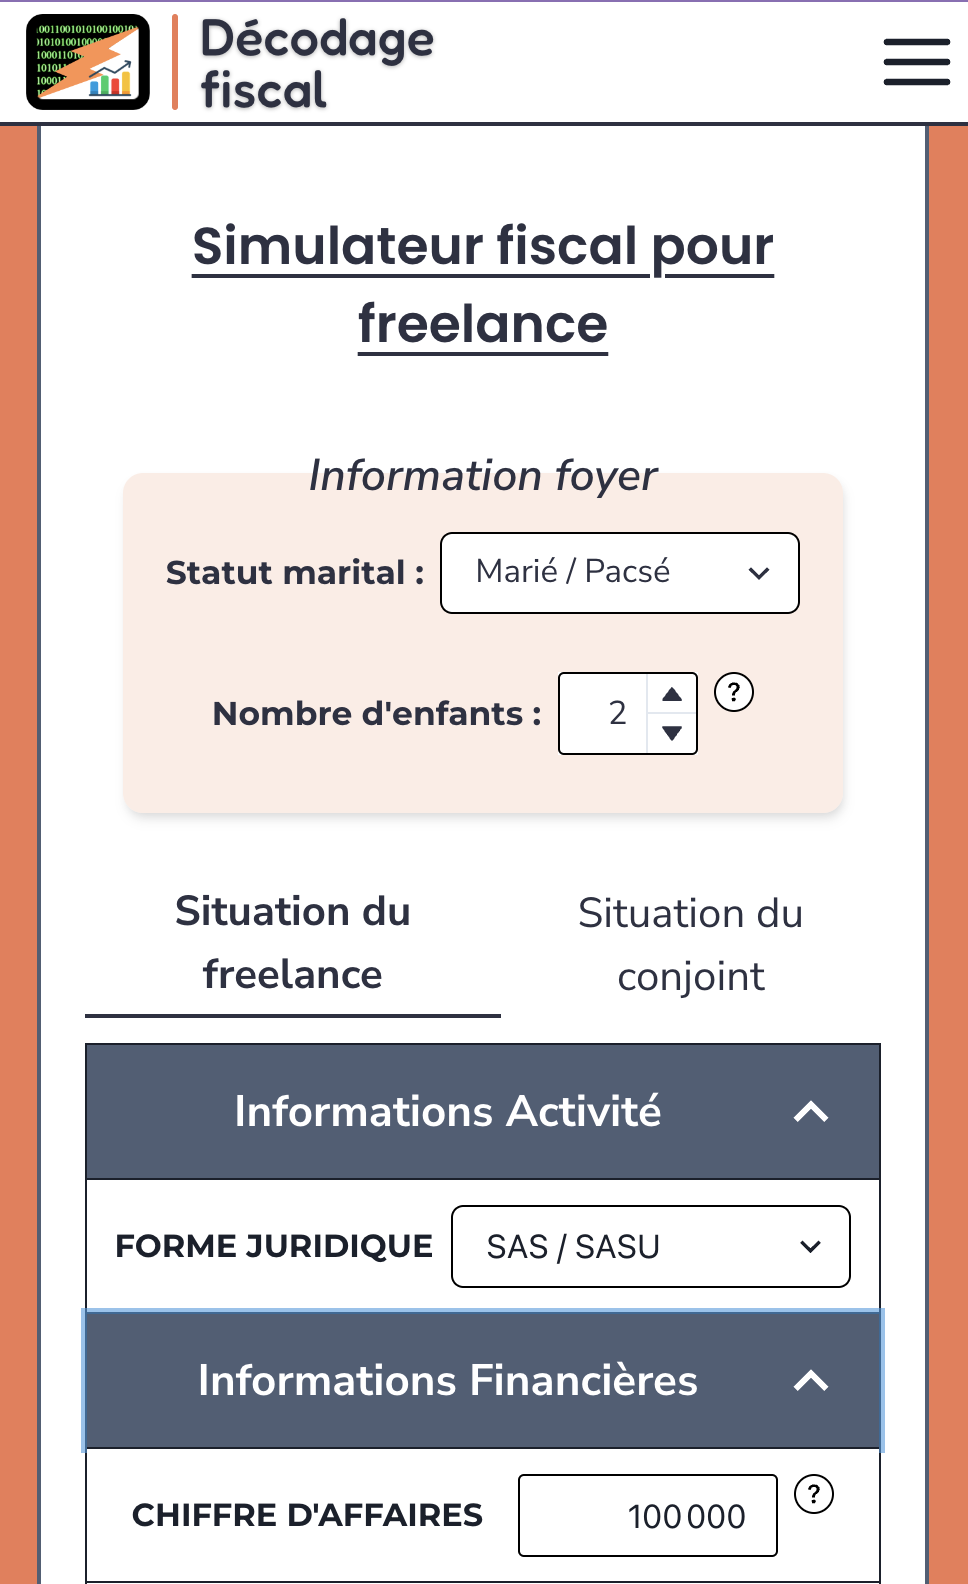 Décodage
fiscal
Simulateur fiscal pour
freelance
Information foyer
Statut marital : Marié / Pacsé
Nombre d'enfants : 2 ?
Situation du
freelance
Situation du
conjoint
Informations Activité
FORME JURIDIQUE SAS / SASU
Informations Financières
CHIFFRE D'AFFAIRES 100 000 ?